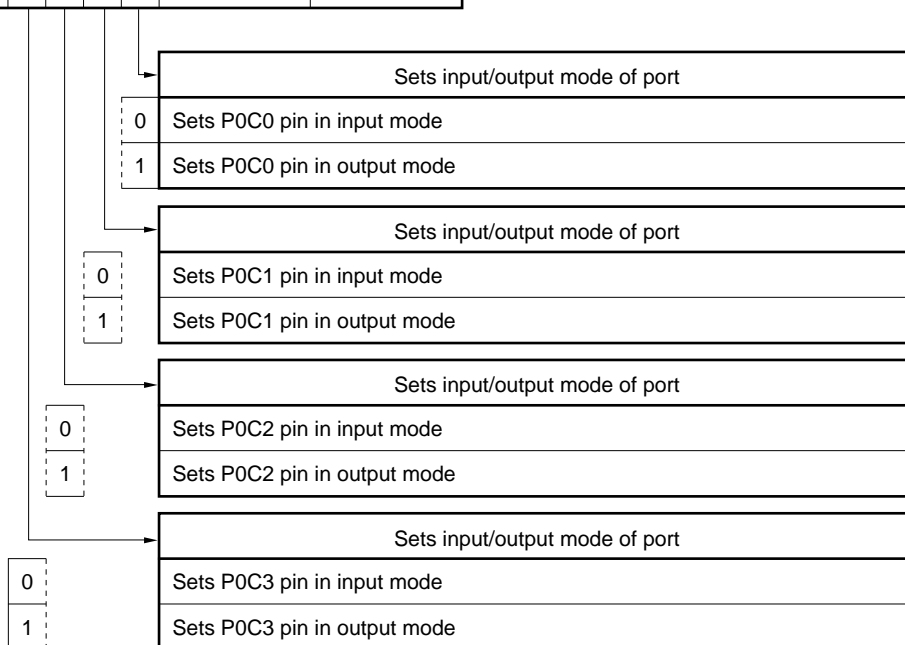 Sets input/output mode of port
0 Sets P0C0 pin in input mode
1 Sets P0C0 pin in output mode
Sets input/output mode of port
0 Sets P0C1 pin in input mode
1 Sets P0C1 pin in output mode
Sets input/output mode of port
0 Sets P0C2 pin in input mode
1 Sets P0C2 pin in output mode
Sets input/output mode of port
0 Sets P0C3 pin in input mode
1 Sets P0C3 pin in output mode